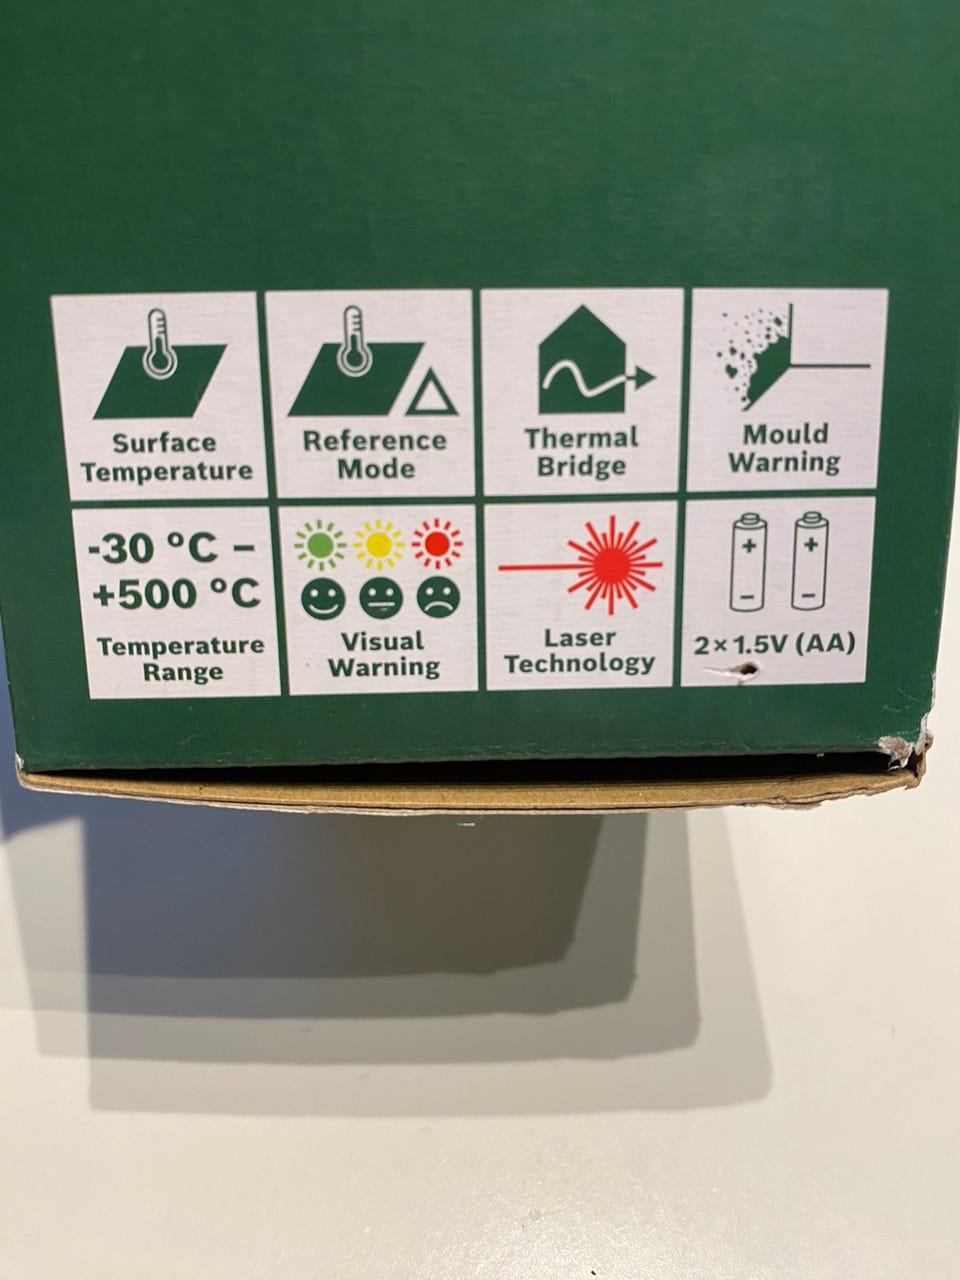 Surface
Temperature
Reference
Mode
Thermal
Bridge
Mould
Warning
-30 °C –
+500 °C
Temperature
Range
Visual
Warning
Laser
Technology
+ +
– –
2×1.5V (AA)